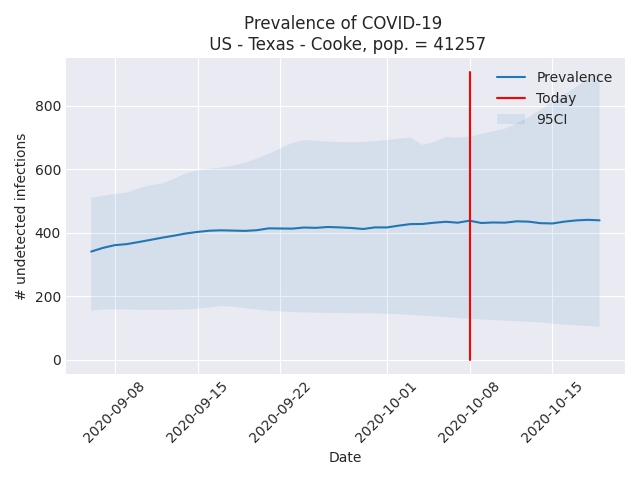 Prevalence of COVID-19
US - Texas - Cooke, pop. = 41257
Prevalence
Today
95CI
# undetected infections
800
600
400
200
0
2020-09-08
2020-09-15
2020-09-22
2020-10-01
2020-10-08
2020-10-15
Date